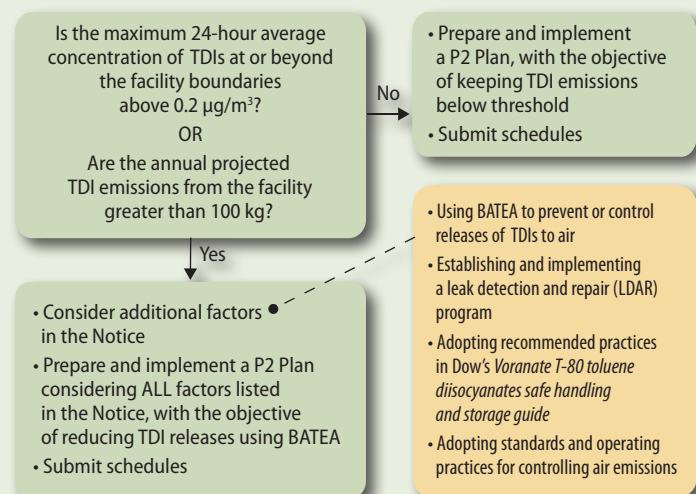 Is the maximum 24-hour average
concentration of TDIs at or beyond
the facility boundaries
above 0.2 µg/m³?
OR
Are the annual projected
TDI emissions from the facility
greater than 100 kg?
No
• Prepare and implement
a P2 Plan, with the objective
of keeping TDI emissions
below threshold
• Submit schedules
Yes
• Consider additional factors
in the Notice
• Prepare and implement a P2 Plan
considering ALL factors listed
in the Notice, with the objective
of reducing TDI releases using BATEA
• Submit schedules
• Using BATEA to prevent or control
releases of TDIs to air
• Establishing and implementing
a leak detection and repair (LDAR)
program
• Adopting recommended practices
in Dow's Voranate T-80 toluene
diisocyanates safe handling
and storage guide
• Adopting standards and operating
practices for controlling air emissions